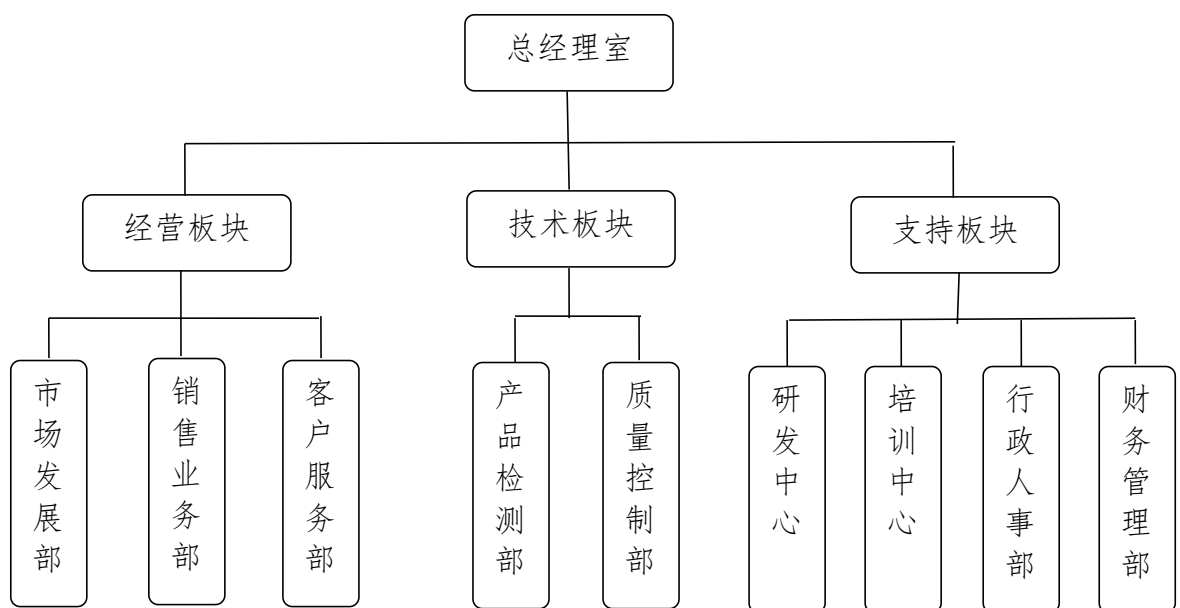 总经理室
经营板块
技术板块
支持板块
市场发展部
销售业务部
客户服务部
产品检测部
质量控制部
研发中心
培训中心
行政人事部
财务管理部